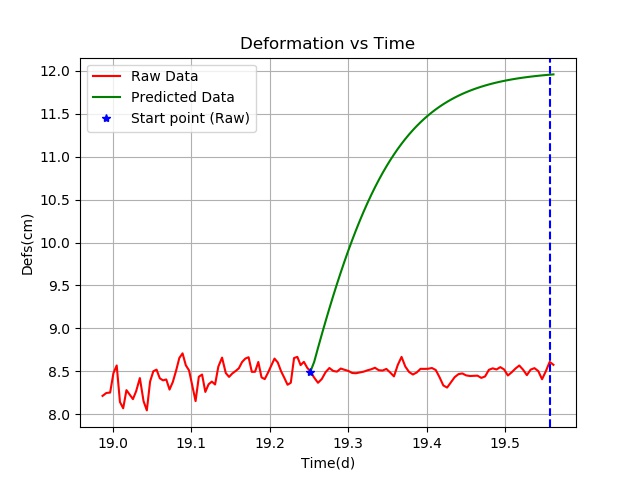 Deformation vs Time
Raw Data
Predicted Data
Start point (Raw)
12.0
11.5
11.0
10.5
10.0
9.5
9.0
8.5
8.0
Defs(cm)
19.0 19.1 19.2 19.3 19.4 19.5
Time(d)